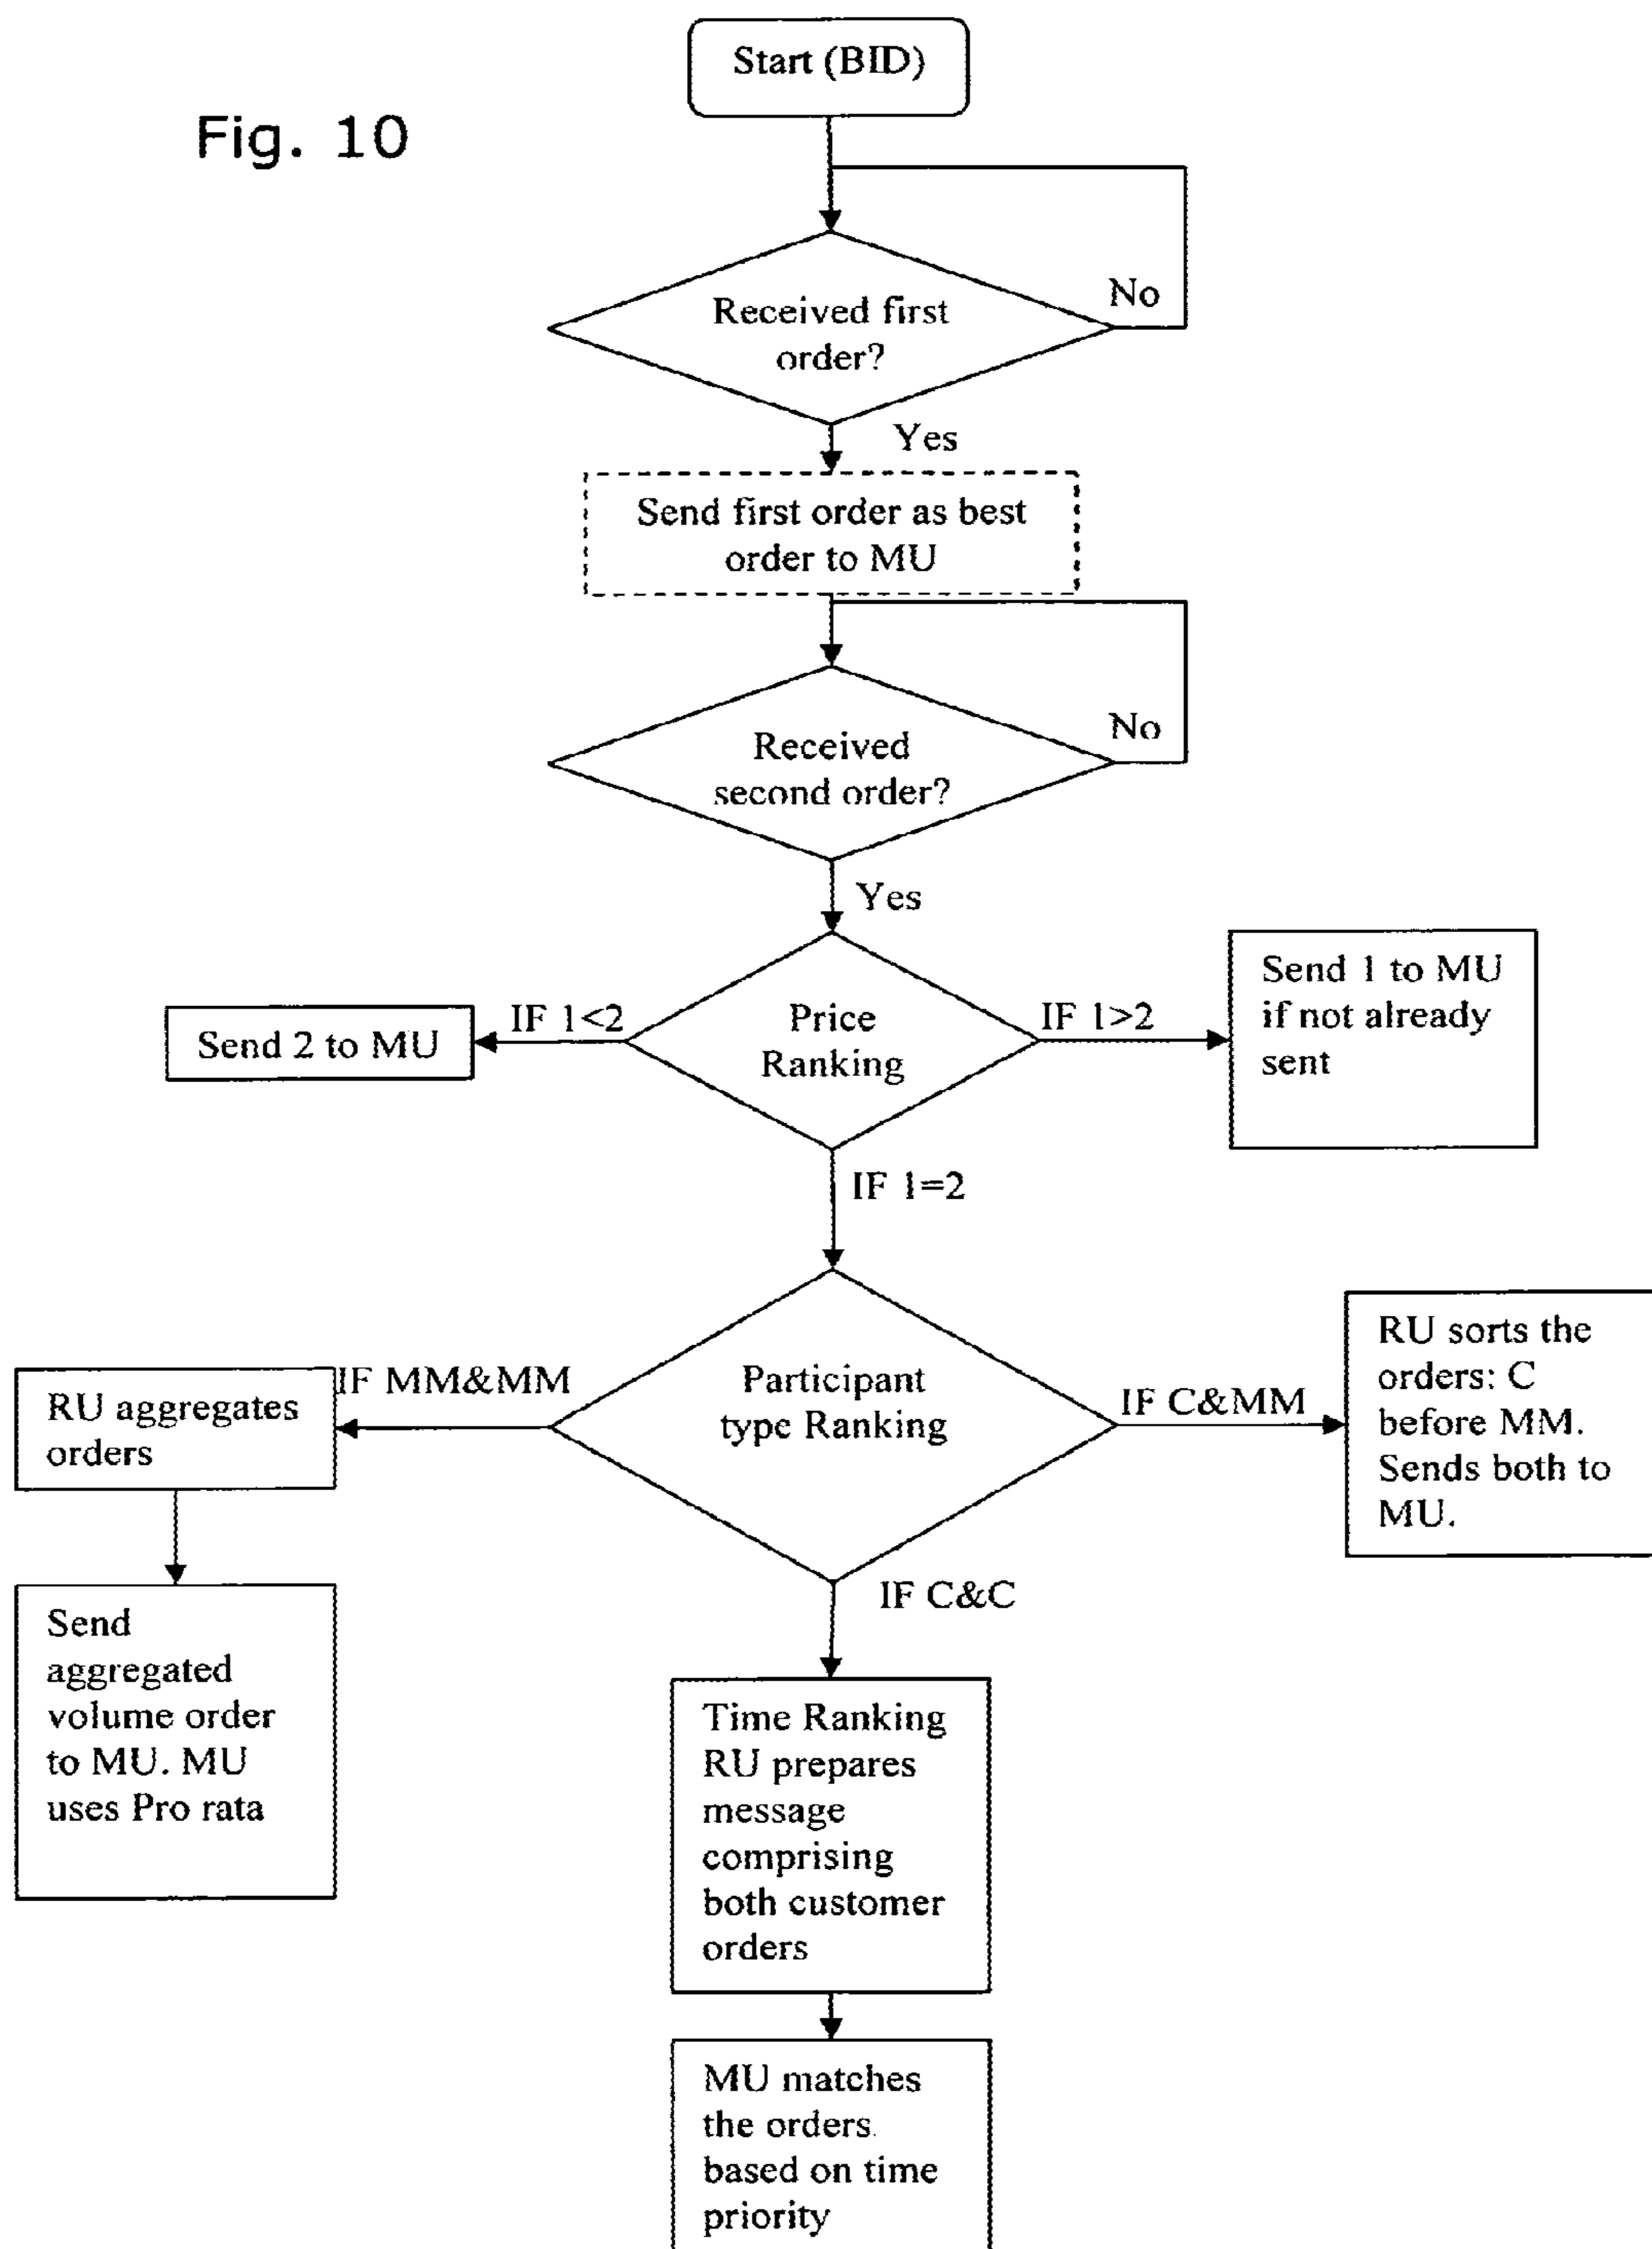 Start (BID)
Fig. 10
No
Received first
order?
Yes
Send first order as best
order to MU
No
Received
second order?
Yes
Send 2 to MU
IF 1<2
Price
Ranking
IF 1>2
Send 1 to MU
if not already
sent
IF 1=2
RU aggregates
orders
IF MM&MM
Participant
type Ranking
IF C&MM
RU sorts the
orders: C
before MM.
Sends both to
MU.
IF C&C
Send
aggregated
volume order
to MU. MU
uses Pro rata
Time Ranking
RU prepares
message
comprising
both customer
orders
MU matches
the orders
based on time
priority